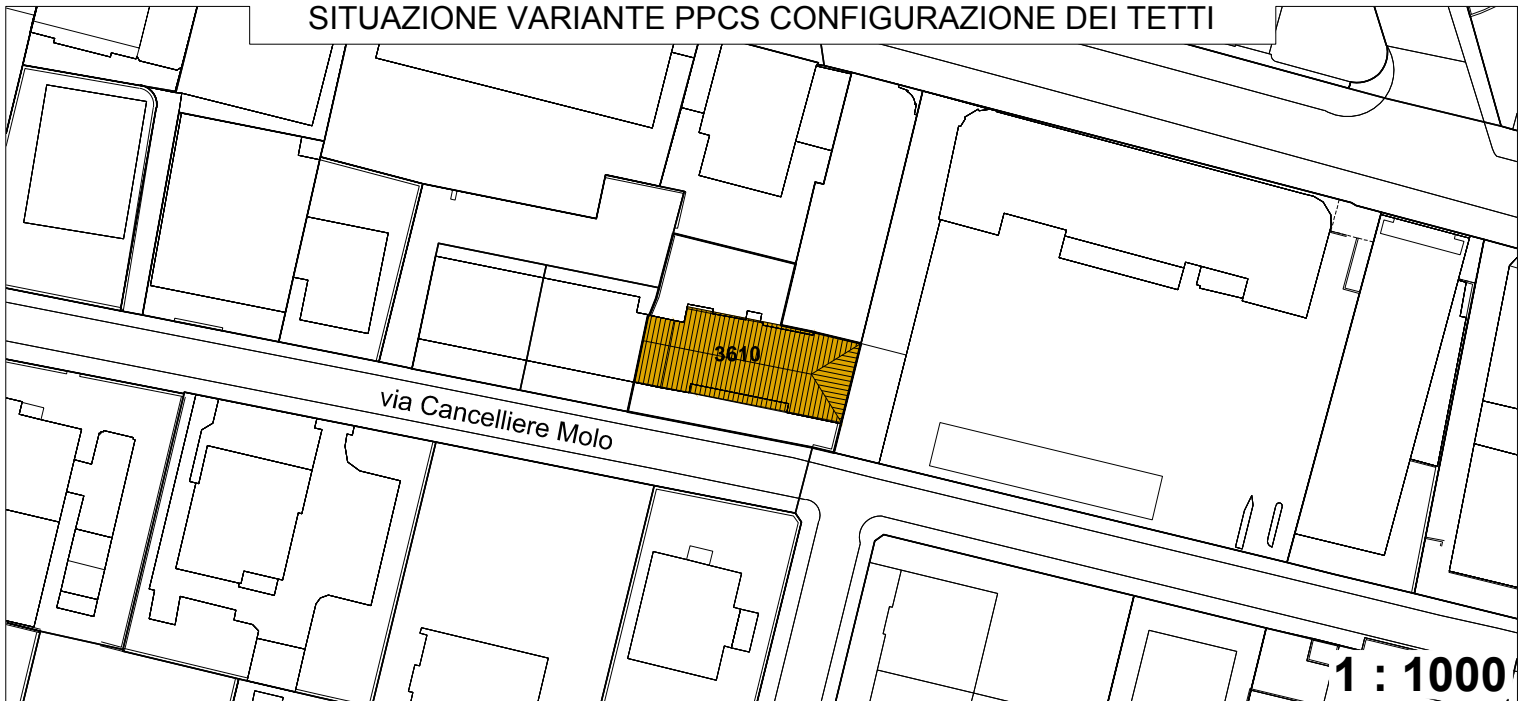 SITUAZIONE VARIANTE PPCS CONFIGURAZIONE DEI TETTI
3610
via Cancelliere Molo
1 : 1000